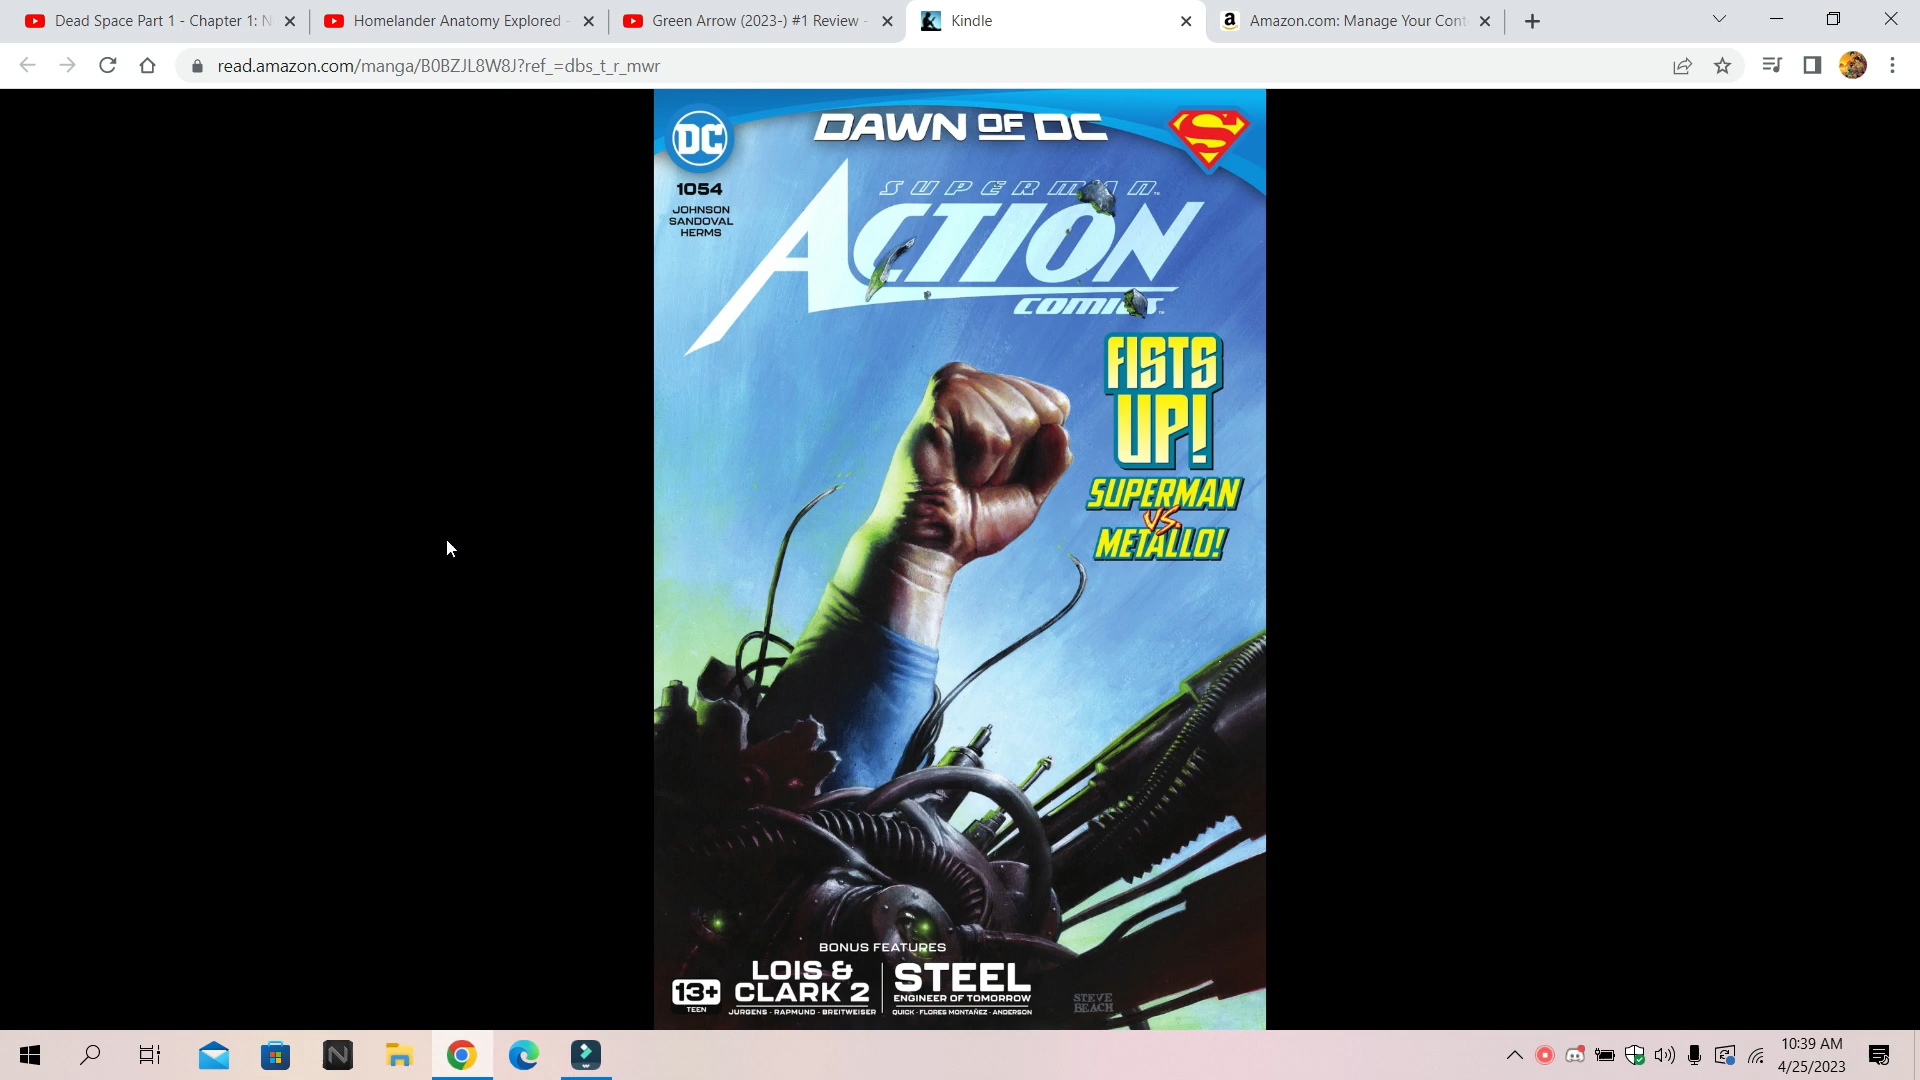 Dead Space Part 1 - Chapter 1: N
Homelander Anatomy Explored -
Green Arrow (2023-) #1 Review -
Kindle
Amazon.com: Manage Your Cont
read.amazon.com/manga/B0BZJL8W8J?ref_=dbs_t_r_mwr
DC
DAWN OF DC
S
1054
JOHNSON
SANDOVAL
HERMS
SUPERMAN™
ACTION
COMICS™
FISTS
UP!
SUPERMAN
VS.
METALLO!
BONUS FEATURES
13+
TEEN
LOIS &
CLARK 2
JURGENS • RAPMUND • BREITWEISER
STEEL
ENGINEER OF TOMORROW
QUICK • FLORES MONTAÑEZ • ANDERSON
STEVE
BEACH
10:39 AM
4/25/2023